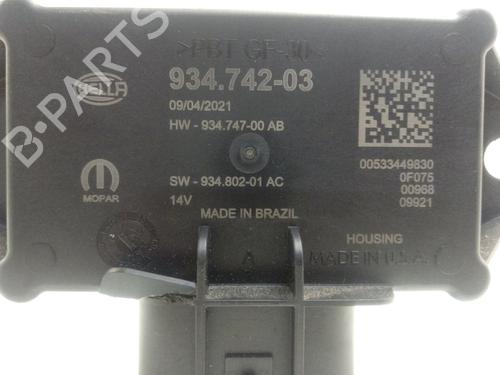 >PBT GF-30<
HELLA
934.742-03
09/04/2021
HW - 934.747-00 AB
00533449830
0F075
00968
09921
MOPAR
SW - 934.802-01 AC
14V
MADE IN BRAZIL
HOUSING
MADE IN U.S.A.
A
B-PARTS